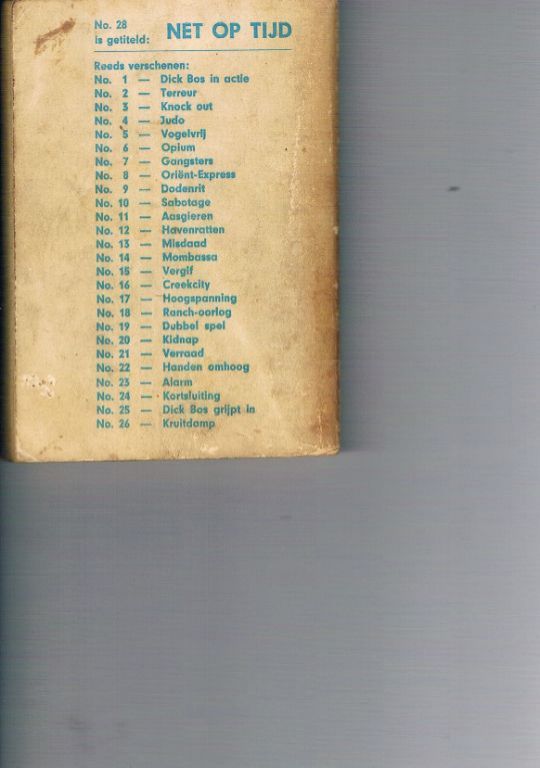 No. 28
is getiteld: NET OP TIJD
Reeds verschenen:
No. 1 — Dick Bos in actie
No. 2 — Terreur
No. 3 — Knock out
No. 4 — Judo
No. 5 — Vogelvrij
No. 6 — Opium
No. 7 — Gangsters
No. 8 — Oriënt-Express
No. 9 — Dodenrit
No. 10 — Sabotage
No. 11 — Aasgieren
No. 12 — Havenratten
No. 13 — Misdaad
No. 14 — Mombassa
No. 15 — Vergif
No. 16 — Creekcity
No. 17 — Hoogspanning
No. 18 — Ranch-oorlog
No. 19 — Dubbel spel
No. 20 — Kidnap
No. 21 — Verraad
No. 22 — Handen omhoog
No. 23 — Alarm
No. 24 — Kortsluiting
No. 25 — Dick Bos grijpt in
No. 26 — Kruitdamp